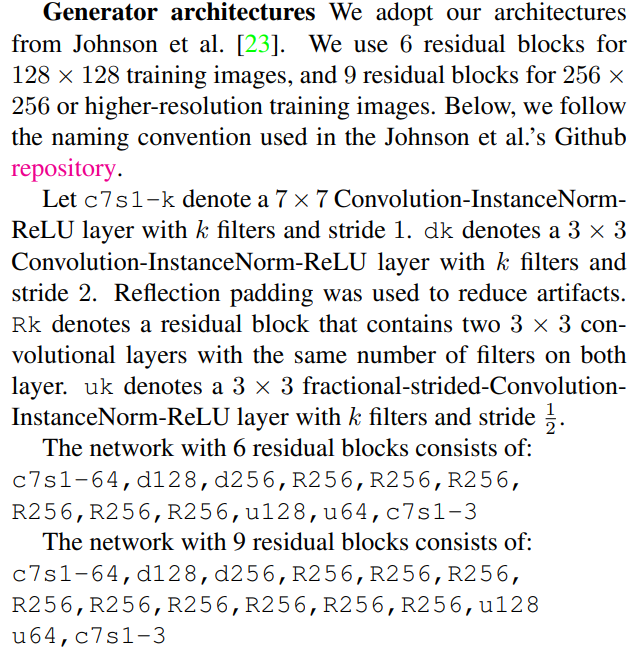 Generator architectures We adopt our architectures
from Johnson et al. [23]. We use 6 residual blocks for
128 × 128 training images, and 9 residual blocks for 256 ×
256 or higher-resolution training images. Below, we follow
the naming convention used in the Johnson et al.'s Github
repository.
Let c7s1-k denote a 7 × 7 Convolution-InstanceNorm-
ReLU layer with k filters and stride 1. dk denotes a 3 × 3
Convolution-InstanceNorm-ReLU layer with k filters and
stride 2. Reflection padding was used to reduce artifacts.
Rk denotes a residual block that contains two 3 × 3 con-
volutional layers with the same number of filters on both
layer. uk denotes a 3 × 3 fractional-strided-Convolution-
InstanceNorm-ReLU layer with k filters and stride 1/2.
The network with 6 residual blocks consists of:
c7s1-64,d128,d256,R256,R256,R256,
R256,R256,R256,u128,u64,c7s1-3
The network with 9 residual blocks consists of:
c7s1-64,d128,d256,R256,R256,R256,
R256,R256,R256,R256,R256,R256,u128
u64,c7s1-3